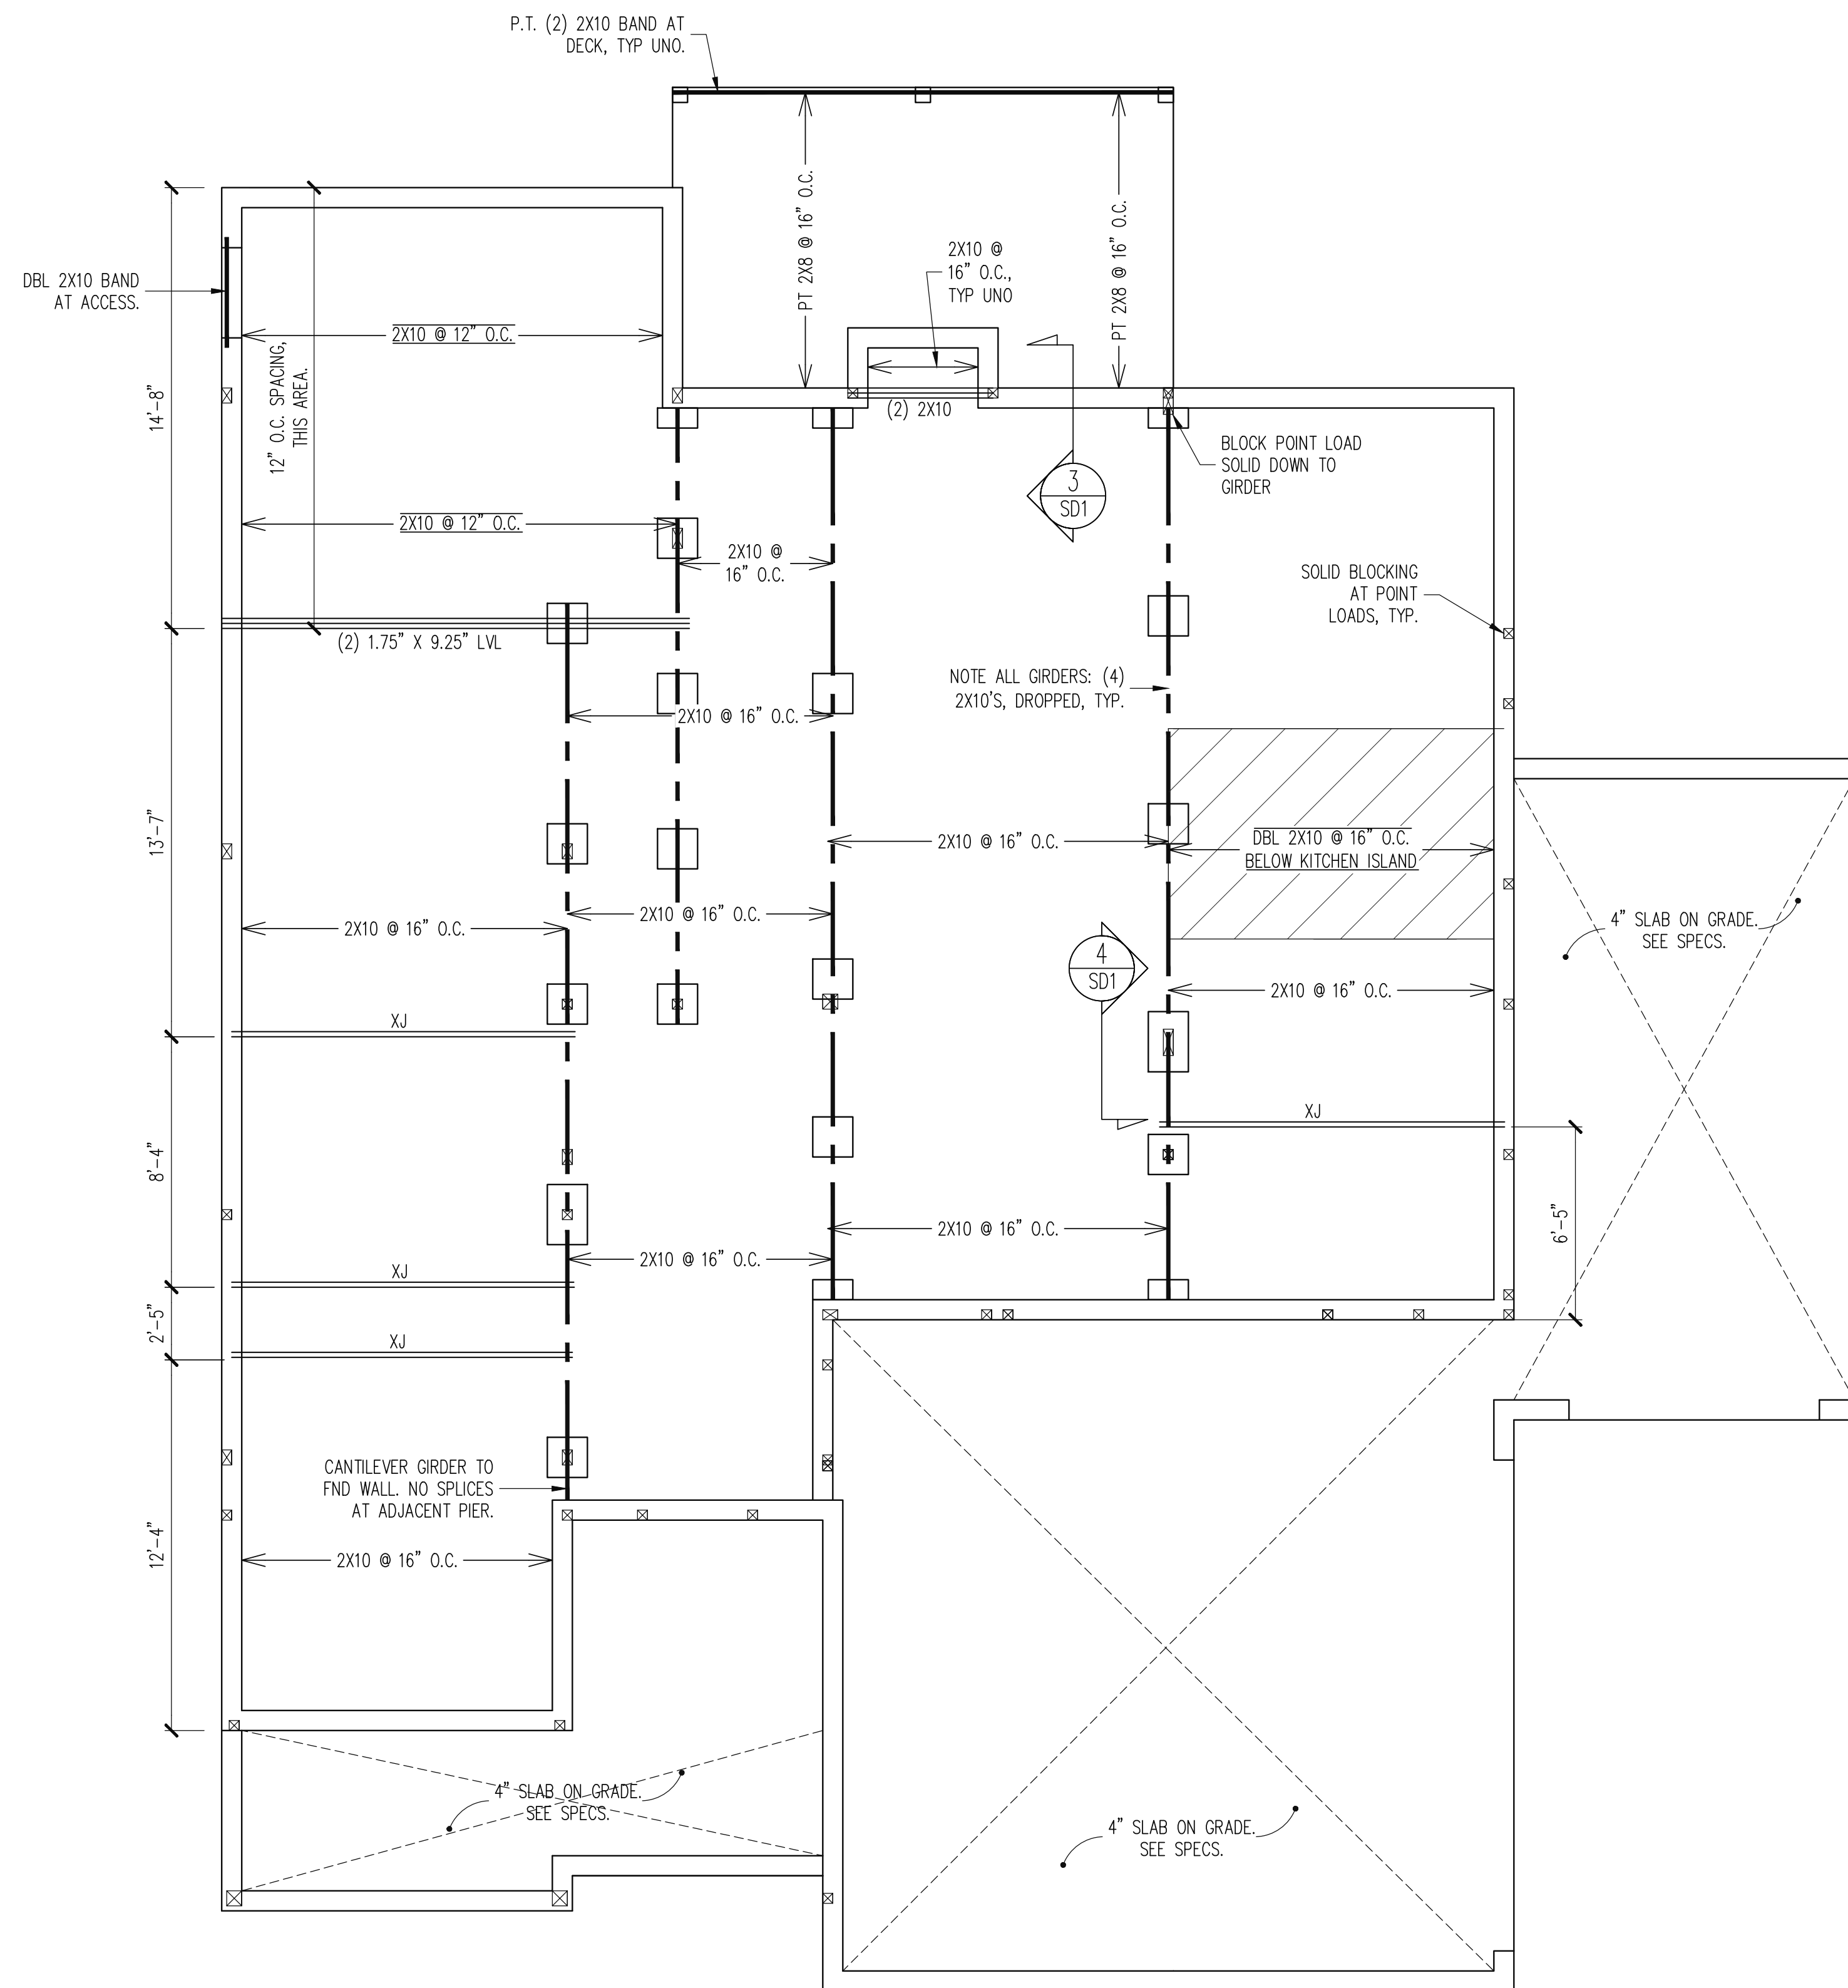 P.T. (2) 2X10 BAND AT
DECK, TYP UNO.
PT 2X8 @ 16" O.C.
PT 2X8 @ 16" O.C.
2X10 @
16" O.C.,
TYP UNO
DBL 2X10 BAND
AT ACCESS.
2X10 @ 12" O.C.
12" O.C. SPACING,
THIS AREA.
14'-8"
(2) 2X10
BLOCK POINT LOAD
SOLID DOWN TO
GIRDER
3
SD1
2X10 @ 12" O.C.
2X10 @
16" O.C.
SOLID BLOCKING
AT POINT
LOADS, TYP.
(2) 1.75" X 9.25" LVL
NOTE ALL GIRDERS: (4)
2X10'S, DROPPED, TYP.
2X10 @ 16" O.C.
13'-7"
2X10 @ 16" O.C.
DBL 2X10 @ 16" O.C.
BELOW KITCHEN ISLAND
2X10 @ 16" O.C.
2X10 @ 16" O.C.
4" SLAB ON GRADE.
SEE SPECS.
4
SD1
2X10 @ 16" O.C.
XJ
XJ
8'-4"
6'-5"
2X10 @ 16" O.C.
2X10 @ 16" O.C.
XJ
2'-5"
XJ
CANTILEVER GIRDER TO
FND WALL. NO SPLICES
AT ADJACENT PIER.
12'-4"
2X10 @ 16" O.C.
4" SLAB ON GRADE.
SEE SPECS.
4" SLAB ON GRADE.
SEE SPECS.